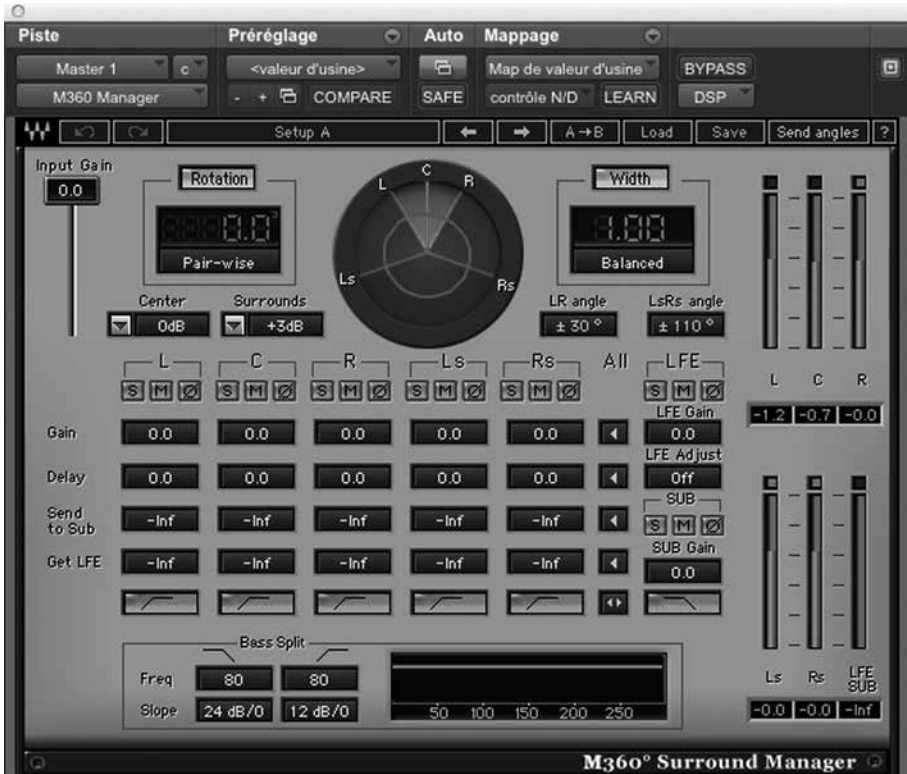 Piste Préréglage Auto Mappage
Master 1 c <valeur d'usine> Map de valeur d'usine BYPASS
M360 Manager - + COMPARE SAFE contrôle N/D LEARN DSP
Setup A A→B Load Save Send angles ?
Input Gain
0.0
Rotation
0.0
Pair-wise
C
L R
Ls Rs
Width
1.00
Balanced
Center Surrounds
0dB +3dB
LR angle LsRs angle
± 30 ° ± 110 °
L C R Ls Rs All LFE
S M Ø S M Ø S M Ø S M Ø S M Ø S M Ø
LFE Gain
Gain 0.0 0.0 0.0 0.0 0.0 0.0
LFE Adjust
Delay 0.0 0.0 0.0 0.0 0.0 Off
SUB
Send to Sub -Inf -Inf -Inf -Inf -Inf S M Ø
SUB Gain
Get LFE -Inf -Inf -Inf -Inf -Inf 0.0
L C R
-1.2 -0.7 -0.0
Bass Split
Freq 80 80
Slope 24 dB/O 12 dB/O
50 100 150 200 250
Ls Rs LFE SUB
-0.0 -0.0 -Inf
M360° Surround Manager